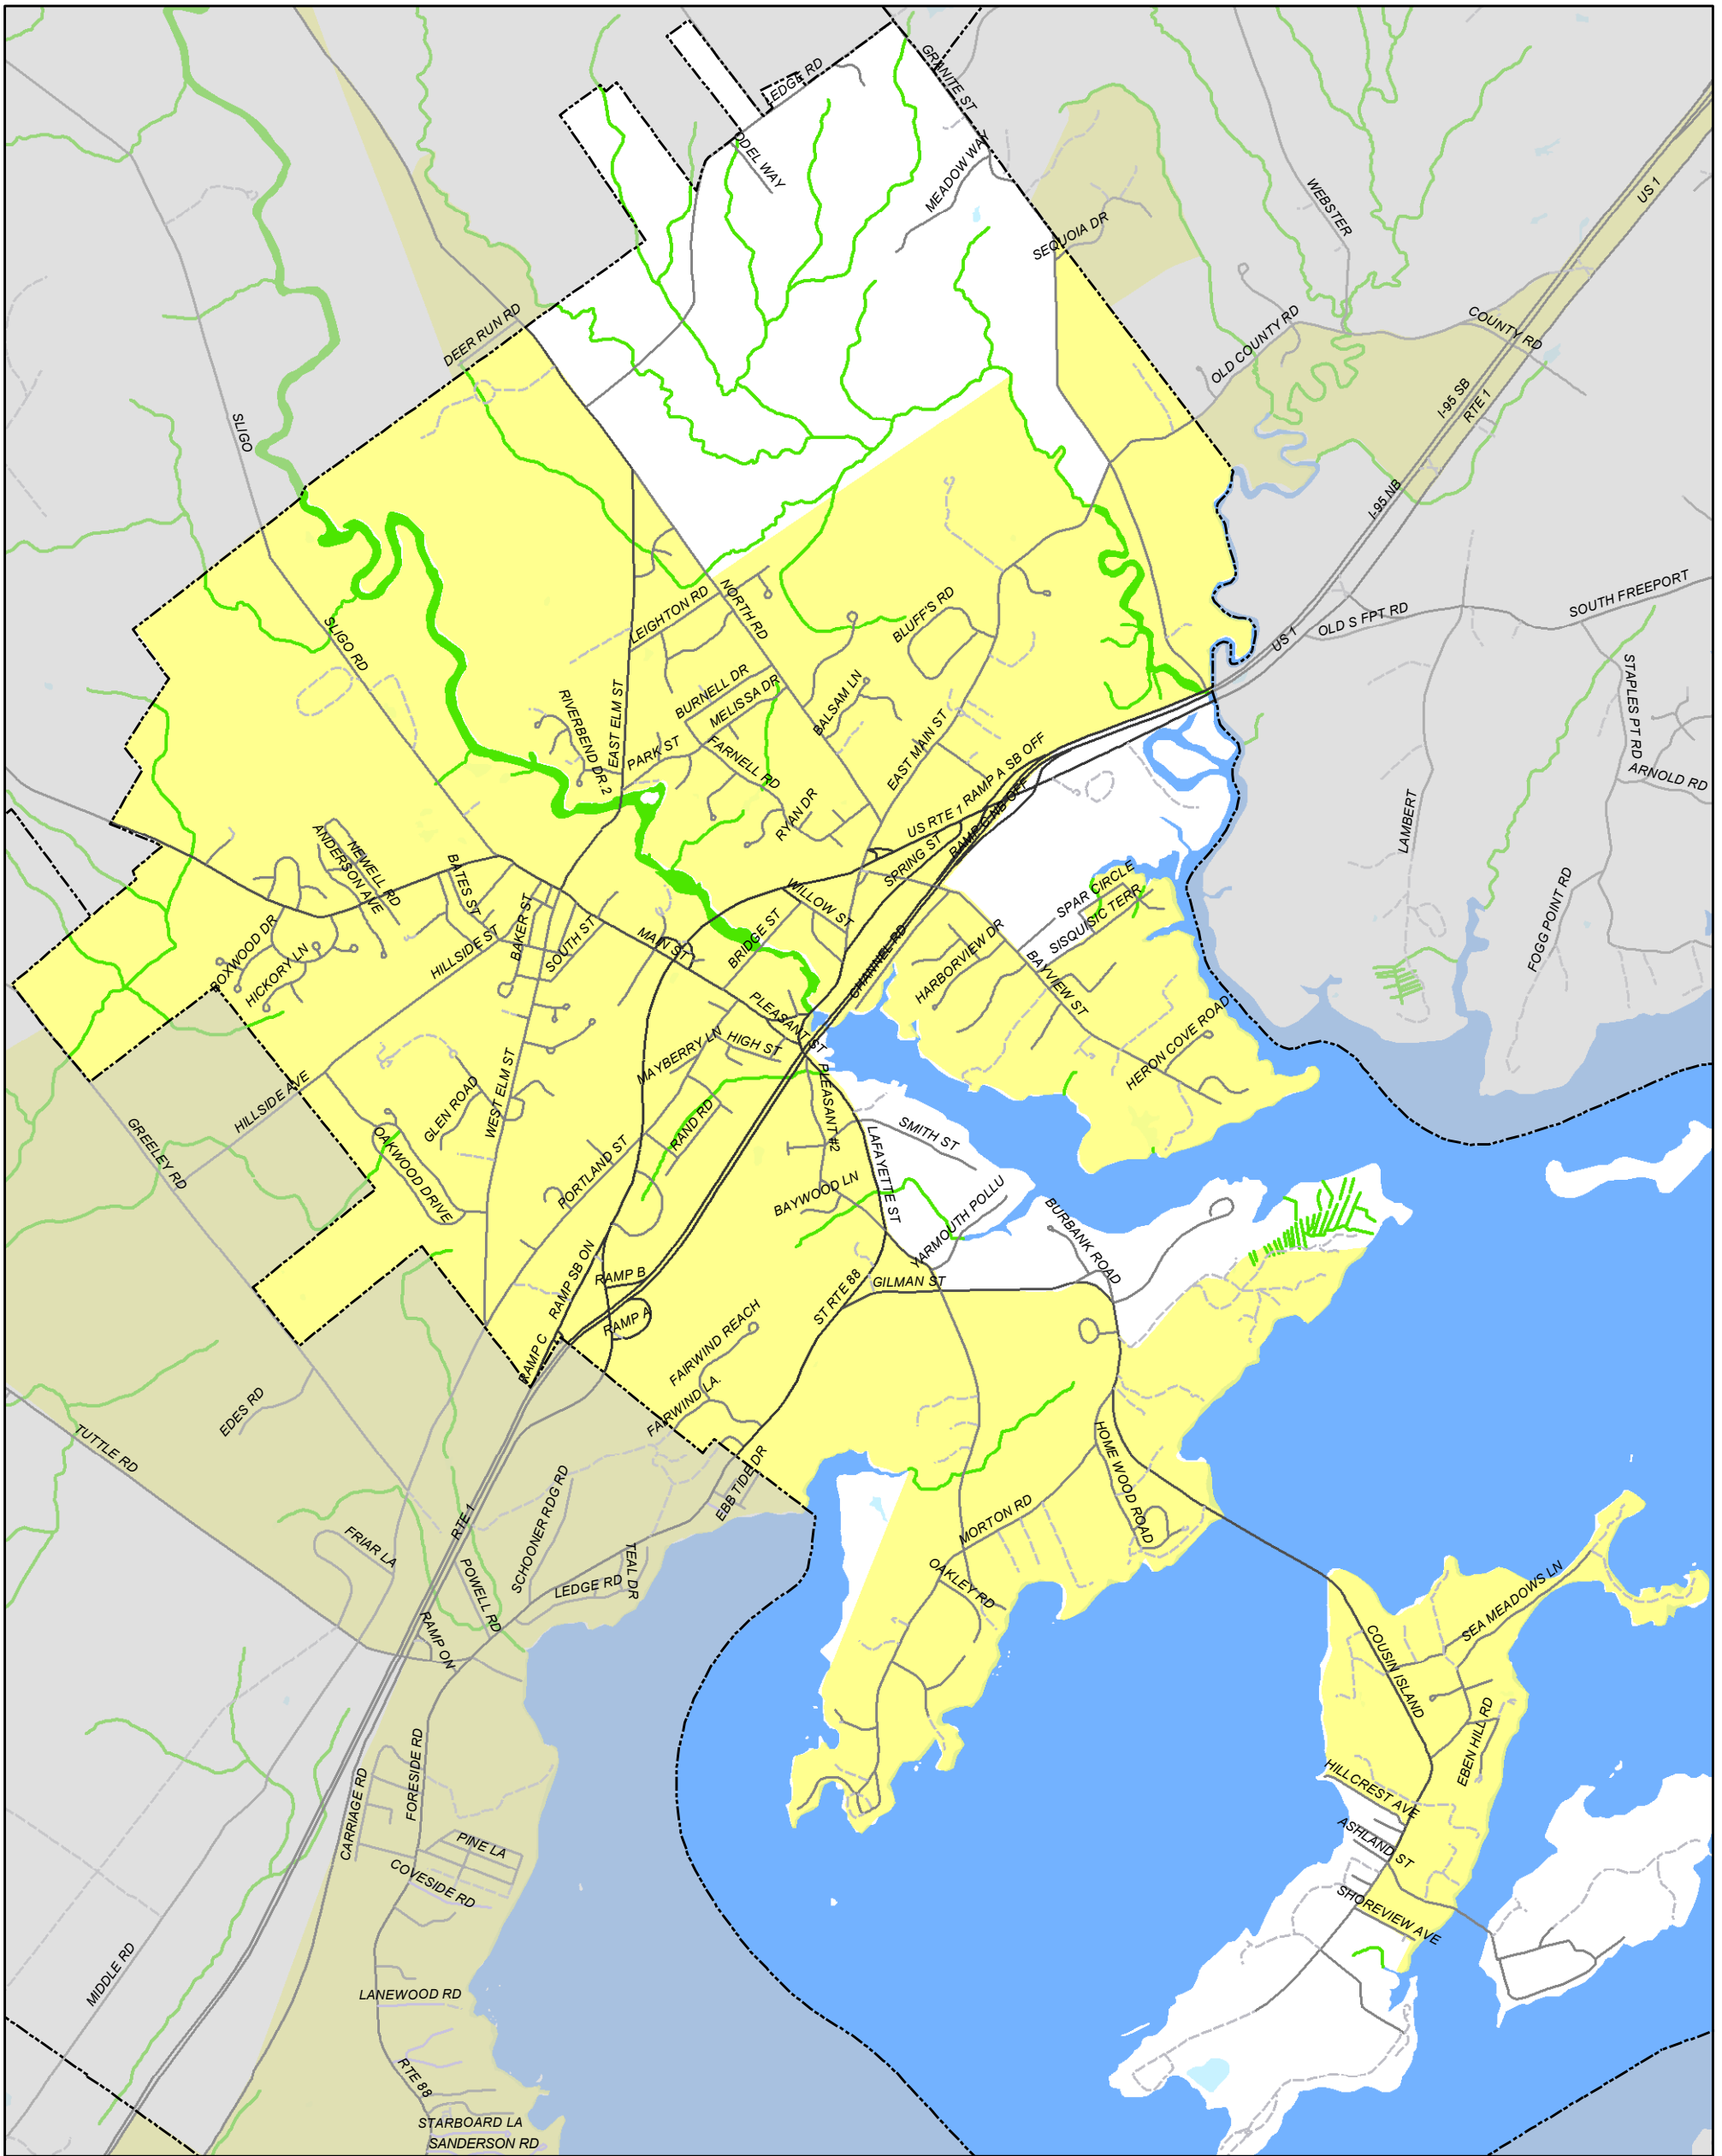 GRANITE ST
LEDGE RD
ODEL WAY
MEADOW WAY
WEBSTER
US 1
SEQUOIA DR
DEER RUN RD
OLD COUNTY RD
COUNTY RD
I-95 SB
RTE 1
SLIGO
I-95 NB
SOUTH FREEPORT
OLD S FPT RD
US 1
LEIGHTON RD
NORTH RD
BLUFF'S RD
SLIGO RD
STAPLES PT RD
BURNELL DR
MELISSA DR
BALSAM LN
RIVERBEND DR.2
EAST ELM ST
PARK ST
FARNELL RD
EAST MAIN ST
RAMP A SB OFF
ARNOLD RD
US RTE 1
RYAN DR
LAMBERT
SPRING ST
ANDERSON AVE
NEWELL RD
BATES ST
WILLOW ST
SPAR CIRCLE
SISQUISIC TERR
FOGG POINT RD
BAKER ST
SOUTH ST
MAIN ST
BRIDGE ST
BOXWOOD DR
HICKORY LN
HILLSIDE ST
CHANNEL RD
HARBORVIEW DR
BAYVIEW ST
PLEASANT ST
HIGH ST
MAYBERRY LN
HERON COVE ROAD
HILLSIDE AVE
GLEN ROAD
WEST ELM ST
PLEASANT #2
GREELEY RD
OAKWOOD DRIVE
RAND RD
PORTLAND ST
LAFAYETTE ST
SMITH ST
BAYWOOD LN
YARMOUTH POLLU
BURBANK ROAD
RAMP SB ON
RAMP B
GILMAN ST
ST RTE 88
RAMP A
RAMP C
FAIRWIND REACH
FAIRWIND LA.
EDES RD
TUTTLE RD
HOMEWOOD ROAD
EBB TIDE DR
SCHOONER RDG RD
RTE 1
MORTON RD
FRIAR LA
POWELL RD
TEAL DR
LEDGE RD
OAKLEY RD
SEA MEADOWS LN
RAMP ON
COUSIN ISLAND
EBEN HILL RD
FORESIDE RD
CARRIAGE RD
HILLCREST AVE
ASHLAND ST
PINE LA
COVESIDE RD
SHOREVIEW AVE
MIDDLE RD
LANEWOOD RD
RTE 88
STARBOARD LA
SANDERSON RD